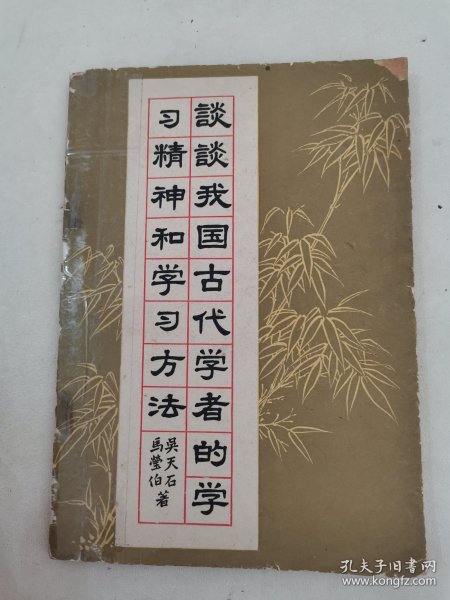 談談我国古代学者的学
习精神和学习方法
吳天石
馬瑩伯 著
孔夫子旧书网
www.kongfz.com